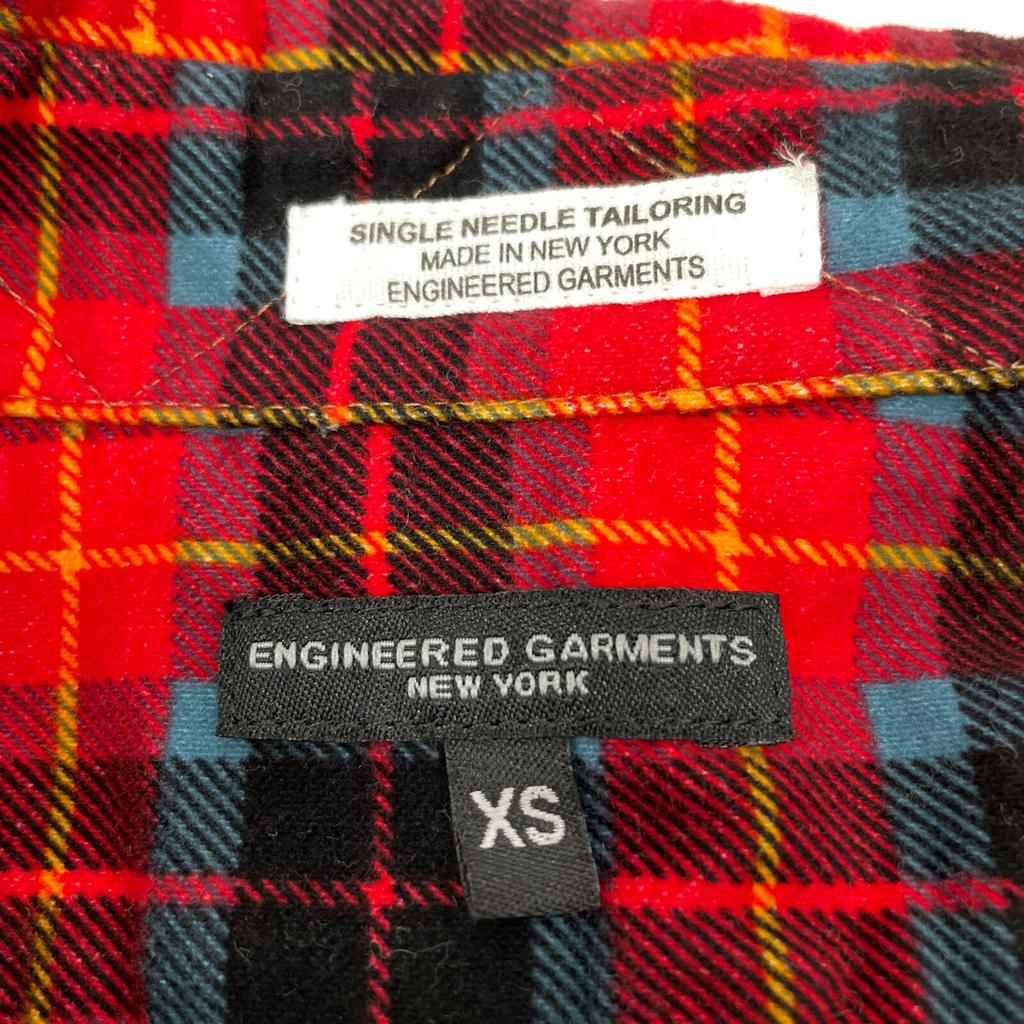 SINGLE NEEDLE TAILORING
MADE IN NEW YORK
ENGINEERED GARMENTS
ENGINEERED GARMENTS
NEW YORK
XS